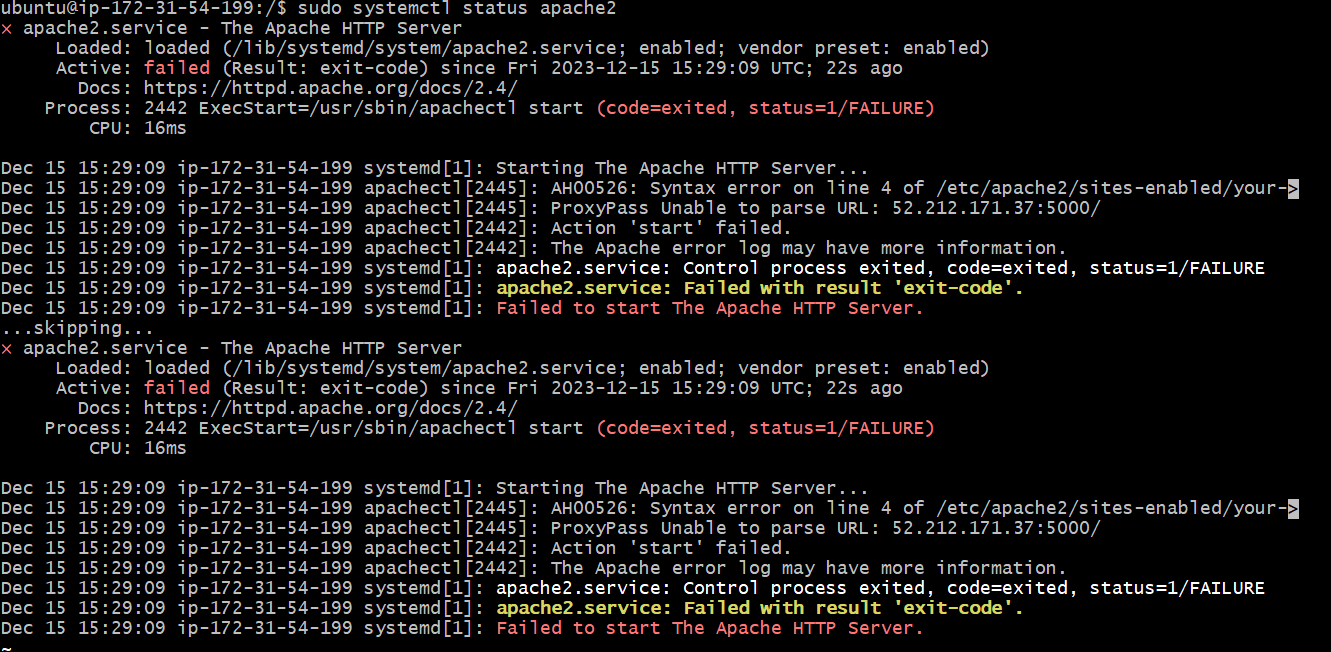 ubuntu@ip-172-31-54-199:/$ sudo systemctl status apache2
× apache2.service - The Apache HTTP Server
     Loaded: loaded (/lib/systemd/system/apache2.service; enabled; vendor preset: enabled)
     Active: failed (Result: exit-code) since Fri 2023-12-15 15:29:09 UTC; 22s ago
       Docs: https://httpd.apache.org/docs/2.4/
    Process: 2442 ExecStart=/usr/sbin/apachectl start (code=exited, status=1/FAILURE)
        CPU: 16ms

Dec 15 15:29:09 ip-172-31-54-199 systemd[1]: Starting The Apache HTTP Server...
Dec 15 15:29:09 ip-172-31-54-199 apachectl[2445]: AH00526: Syntax error on line 4 of /etc/apache2/sites-enabled/your->
Dec 15 15:29:09 ip-172-31-54-199 apachectl[2445]: ProxyPass Unable to parse URL: 52.212.171.37:5000/
Dec 15 15:29:09 ip-172-31-54-199 apachectl[2442]: Action 'start' failed.
Dec 15 15:29:09 ip-172-31-54-199 apachectl[2442]: The Apache error log may have more information.
Dec 15 15:29:09 ip-172-31-54-199 systemd[1]: apache2.service: Control process exited, code=exited, status=1/FAILURE
Dec 15 15:29:09 ip-172-31-54-199 systemd[1]: apache2.service: Failed with result 'exit-code'.
Dec 15 15:29:09 ip-172-31-54-199 systemd[1]: Failed to start The Apache HTTP Server.
...skipping...
× apache2.service - The Apache HTTP Server
     Loaded: loaded (/lib/systemd/system/apache2.service; enabled; vendor preset: enabled)
     Active: failed (Result: exit-code) since Fri 2023-12-15 15:29:09 UTC; 22s ago
       Docs: https://httpd.apache.org/docs/2.4/
    Process: 2442 ExecStart=/usr/sbin/apachectl start (code=exited, status=1/FAILURE)
        CPU: 16ms

Dec 15 15:29:09 ip-172-31-54-199 systemd[1]: Starting The Apache HTTP Server...
Dec 15 15:29:09 ip-172-31-54-199 apachectl[2445]: AH00526: Syntax error on line 4 of /etc/apache2/sites-enabled/your->
Dec 15 15:29:09 ip-172-31-54-199 apachectl[2445]: ProxyPass Unable to parse URL: 52.212.171.37:5000/
Dec 15 15:29:09 ip-172-31-54-199 apachectl[2442]: Action 'start' failed.
Dec 15 15:29:09 ip-172-31-54-199 apachectl[2442]: The Apache error log may have more information.
Dec 15 15:29:09 ip-172-31-54-199 systemd[1]: apache2.service: Control process exited, code=exited, status=1/FAILURE
Dec 15 15:29:09 ip-172-31-54-199 systemd[1]: apache2.service: Failed with result 'exit-code'.
Dec 15 15:29:09 ip-172-31-54-199 systemd[1]: Failed to start The Apache HTTP Server.
~